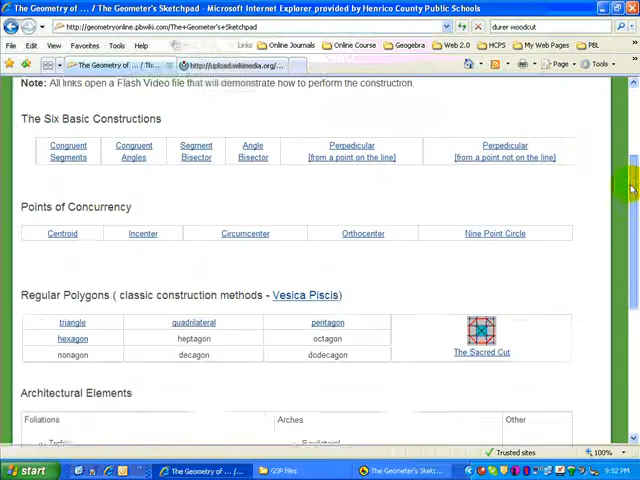 The Geometry of ... / The Geometer's Sketchpad - Microsoft Internet Explorer provided by Henrico County Public Schools
http://geometryonline.pbwiki.com/The+Geometer's+Sketchpad
durer woodcut
File Edit View Favorites Tools Help
Links Online Journals Online Course Geogebra Web 2.0 HCPS My Web Pages PBL
The Geometry of ... / Th... http://upload.wikimedia.org/... Page Tools
Note: All links open a Flash Video file that will demonstrate how to perform the construction.
The Six Basic Constructions
Congruent Congruent Segment Angle Perpedicular Perpedicular
Segments Angles Bisector Bisector [from a point on the line] [from a point not on the line]
Points of Concurrency
Centroid Incenter Circumcenter Orthocenter Nine Point Circle
Regular Polygons ( classic construction methods - Vesica Piscis)
triangle quadrilateral pentagon
hexagon heptagon octagon The Sacred Cut
nonagon decagon dodecagon
Architectural Elements
Foliations Arches Other
Equilateral
Trusted sites 100%
start The Geometry of ... /... GSP files The Geometer's Sketc... 9:52 PM